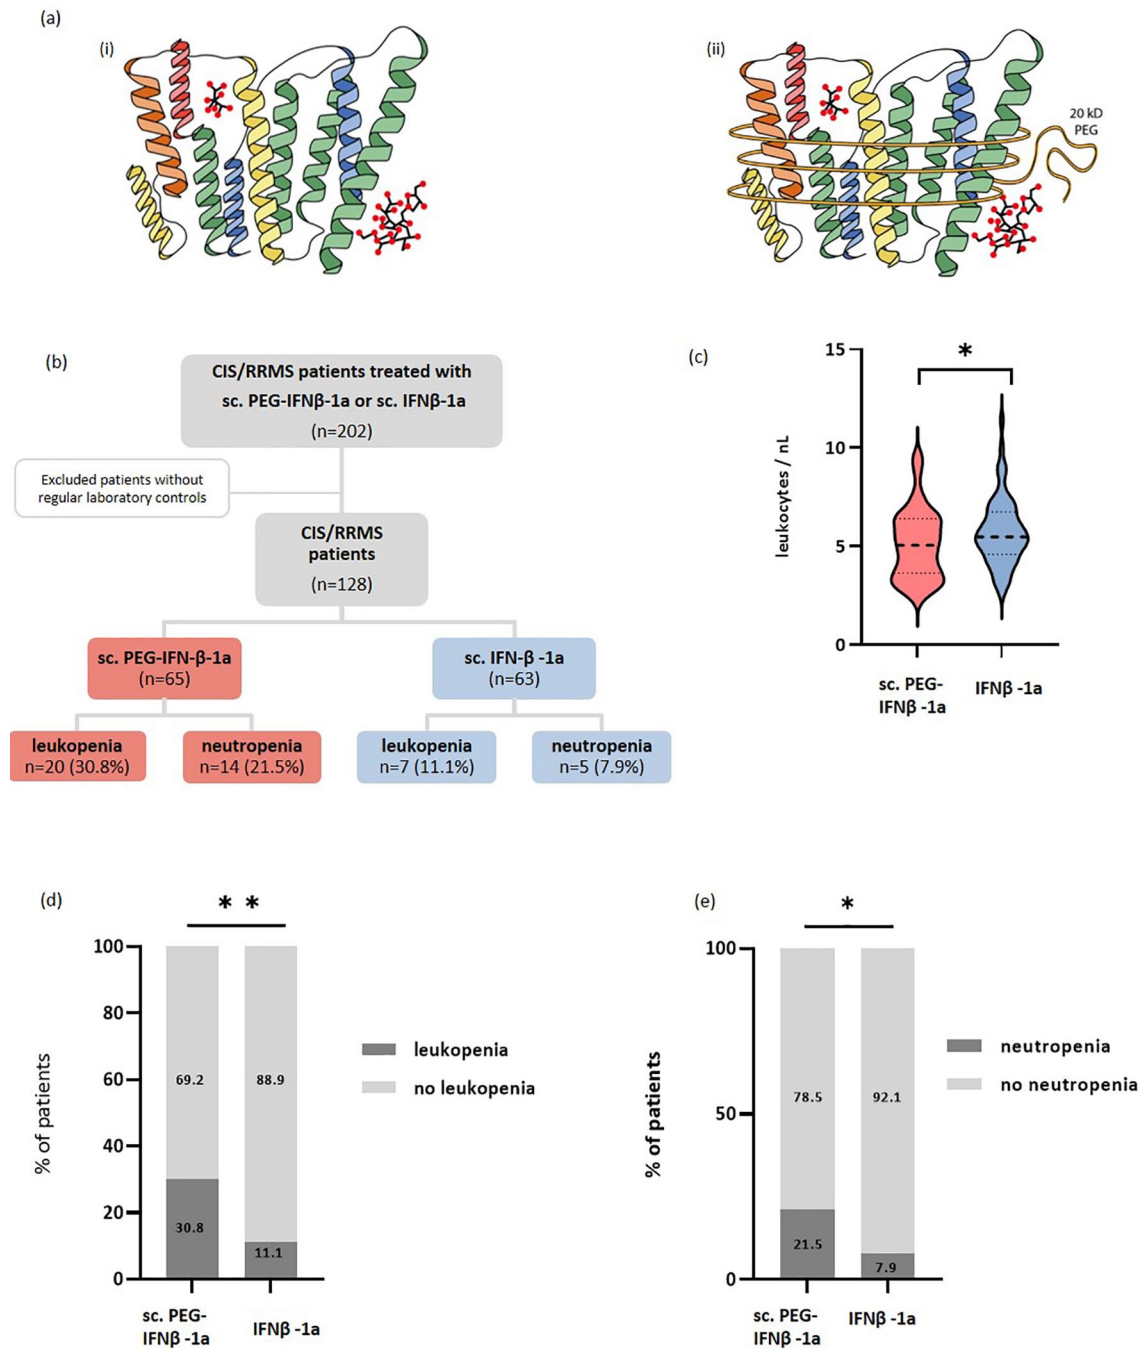 (a)
(i)
(ii)
20 kD
PEG
(b)
CIS/RRMS patients treated with
sc. PEG-IFNβ-1a or sc. IFNβ-1a
(n=202)
Excluded patients without
regular laboratory controls
CIS/RRMS
patients
(n=128)
sc. PEG-IFN-β-1a
(n=65)
sc. IFN-β -1a
(n=63)
leukopenia
n=20 (30.8%)
neutropenia
n=14 (21.5%)
leukopenia
n=7 (11.1%)
neutropenia
n=5 (7.9%)
(c)
*
leukocytes / nL
15
10
5
0
sc. PEG-
IFNβ -1a
IFNβ -1a
(d)
* *
% of patients
100
80
60
40
20
0
69.2
88.9
30.8
11.1
sc. PEG-
IFNβ -1a
IFNβ -1a
leukopenia
no leukopenia
(e)
*
% of patients
100
50
0
78.5
92.1
21.5
7.9
sc. PEG-
IFNβ -1a
IFNβ -1a
neutropenia
no neutropenia